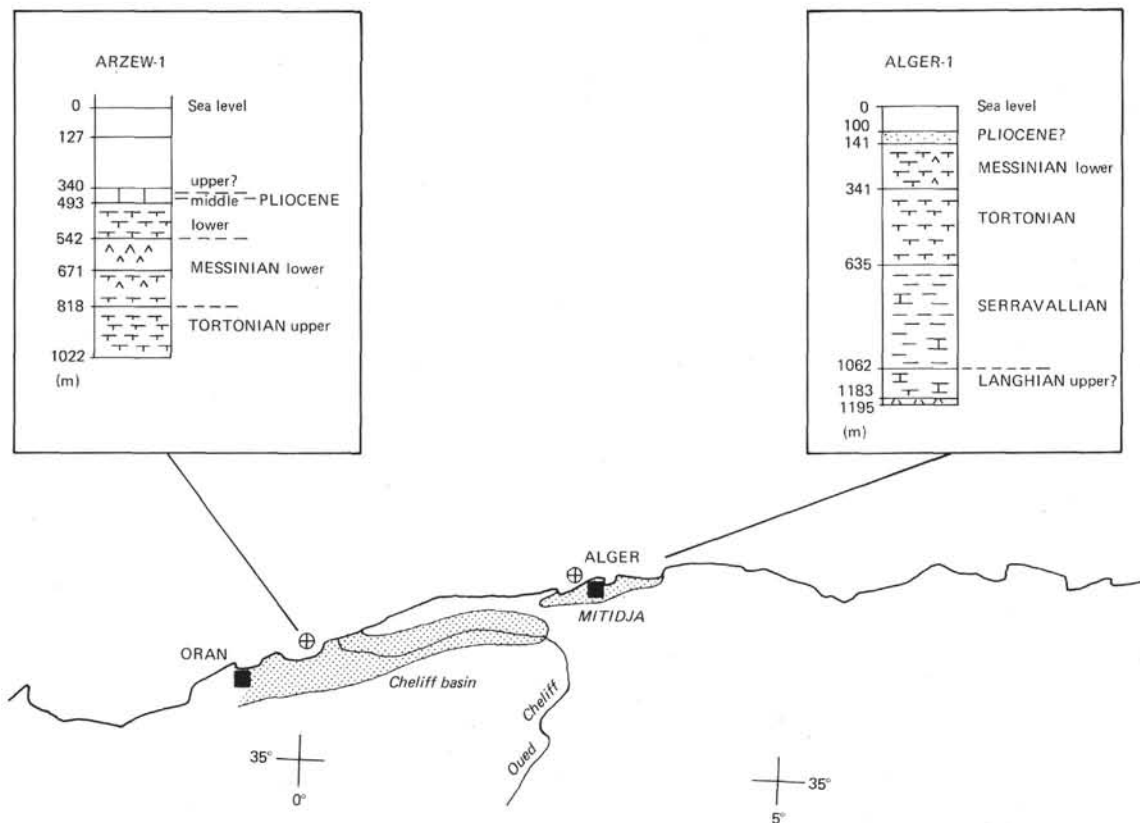 ARZEW-1
0 Sea level
127
340 upper?
493 middle PLIOCENE
lower
542
671 MESSINIAN lower
818
TORTONIAN upper
1022
(m)
ALGER-1
0 Sea level
100
PLIOCENE?
141
MESSINIAN lower
341
TORTONIAN
635
SERRAVALLIAN
1062
LANGHIAN upper?
1183
1195
(m)
ALGER
MITIDJA
ORAN
Cheliff basin
Oued Cheliff
35°
0°
35°
5°